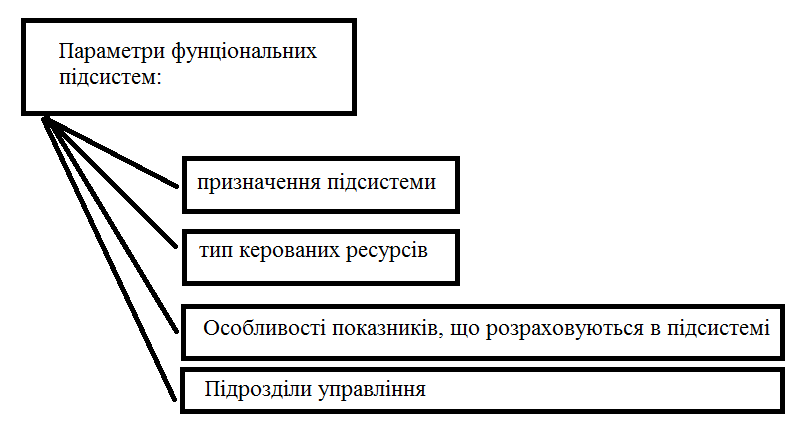 Параметри фунціональних
підсистем:
призначення підсистеми
тип керованих ресурсів
Особливості показників, що розраховуються в підсистемі
Підрозділи управління